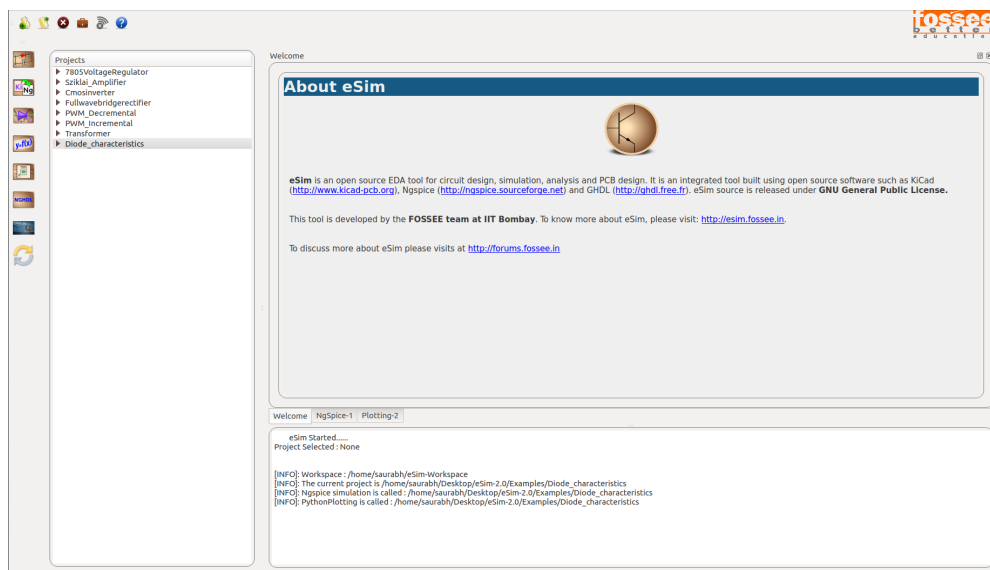 fossee
better
education
Projects
7805VoltageRegulator
Sziklai_Amplifier
Cmosinverter
Fullwavebridgerectifier
PWM_Decremental
PWM_Incremental
Transformer
Diode_characteristics
Ki
Ng
y=f(x)
NGHDL
Welcome
About eSim
eSim is an open source EDA tool for circuit design, simulation, analysis and PCB design. It is an integrated tool built using open source software such as KiCad
(http://www.kicad-pcb.org), Ngspice (http://ngspice.sourceforge.net) and GHDL (http://ghdl.free.fr). eSim source is released under GNU General Public License.
This tool is developed by the FOSSEE team at IIT Bombay. To know more about eSim, please visit: http://esim.fossee.in.
To discuss more about eSim please visits at http://forums.fossee.in
Welcome NgSpice-1 Plotting-2
eSim Started......
Project Selected : None
[INFO]: Workspace : /home/saurabh/eSim-Workspace
[INFO]: The current project is /home/saurabh/Desktop/eSim-2.0/Examples/Diode_characteristics
[INFO]: Ngspice simulation is called : /home/saurabh/Desktop/eSim-2.0/Examples/Diode_characteristics
[INFO]: PythonPlotting is called : /home/saurabh/Desktop/eSim-2.0/Examples/Diode_characteristics